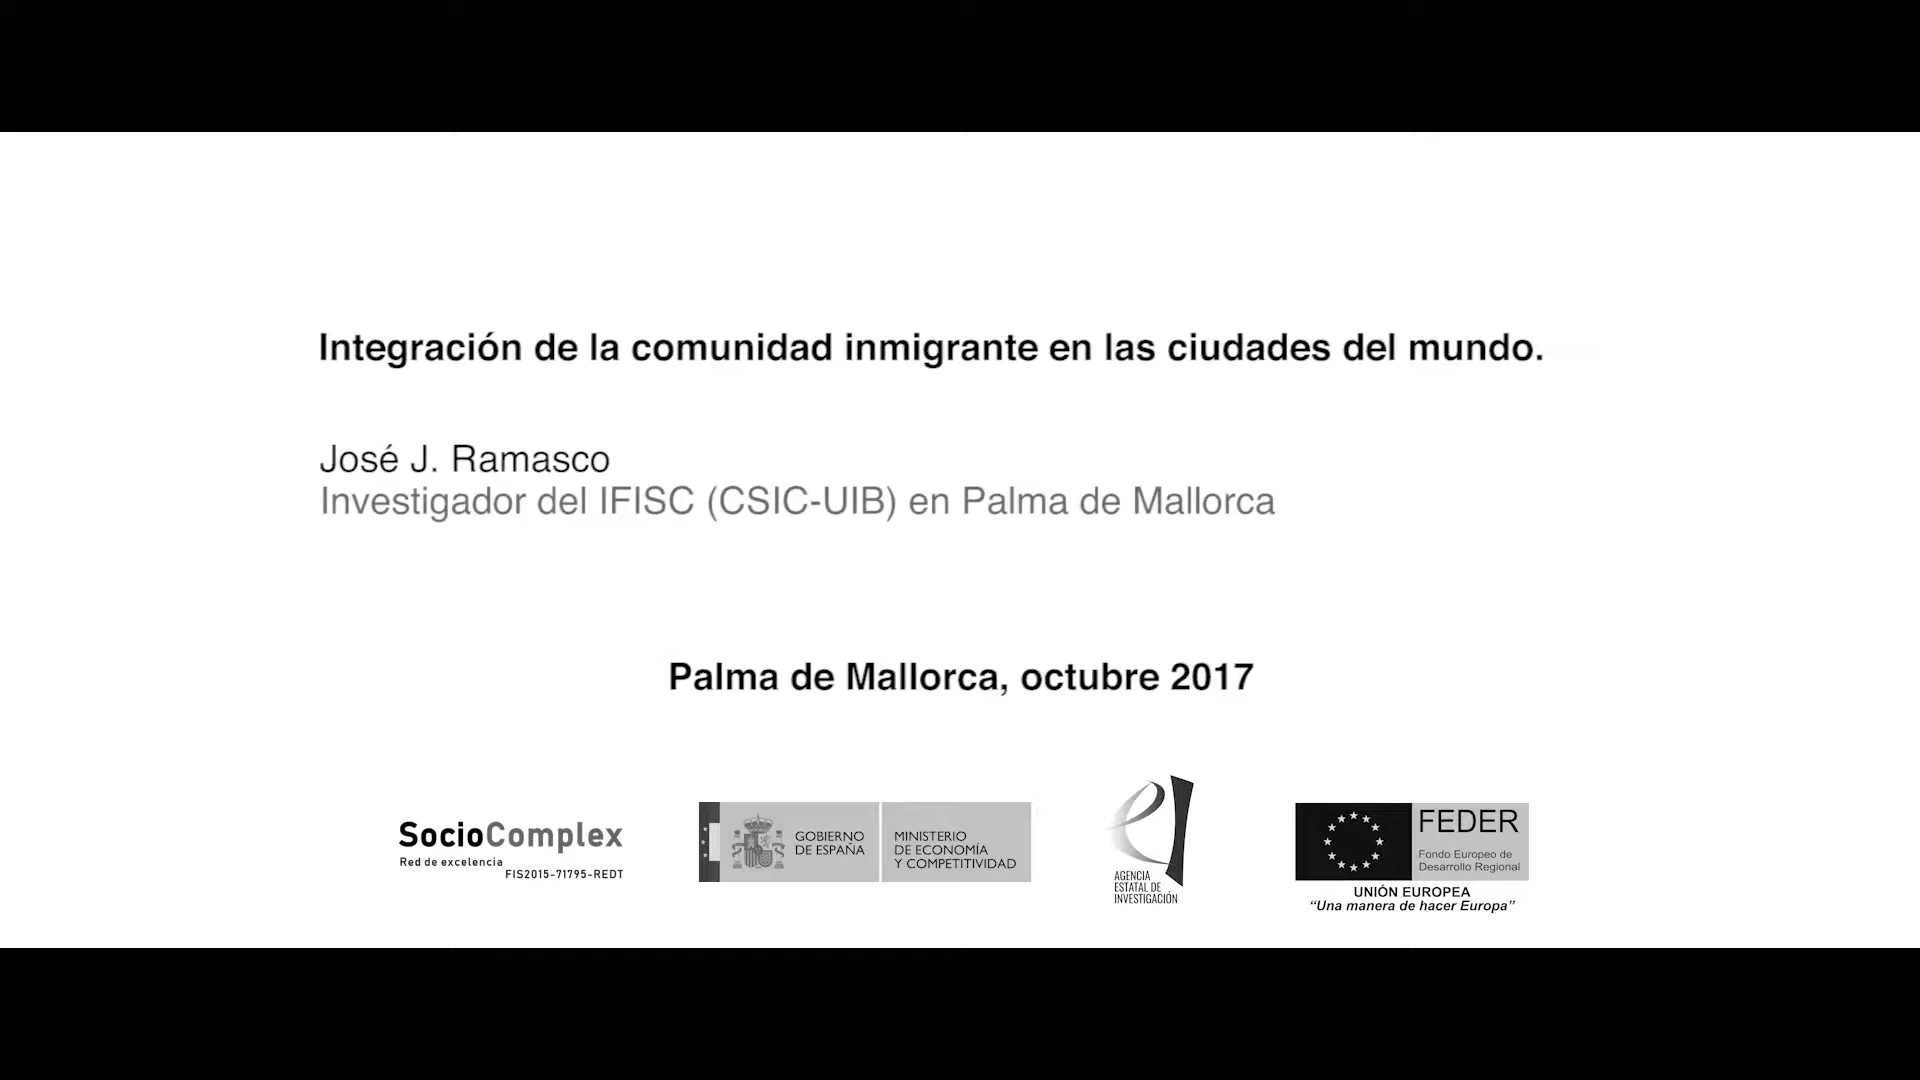 Integración de la comunidad inmigrante en las ciudades del mundo.
José J. Ramasco
Investigador del IFISC (CSIC-UIB) en Palma de Mallorca
Palma de Mallorca, octubre 2017
SocioComplex
Red de excelencia
FIS2015-71795-REDT
GOBIERNO
DE ESPAÑA
MINISTERIO
DE ECONOMÍA
Y COMPETITIVIDAD
AGENCIA
ESTATAL DE
INVESTIGACIÓN
FEDER
Fondo Europeo de
Desarrollo Regional
UNIÓN EUROPEA
“Una manera de hacer Europa”